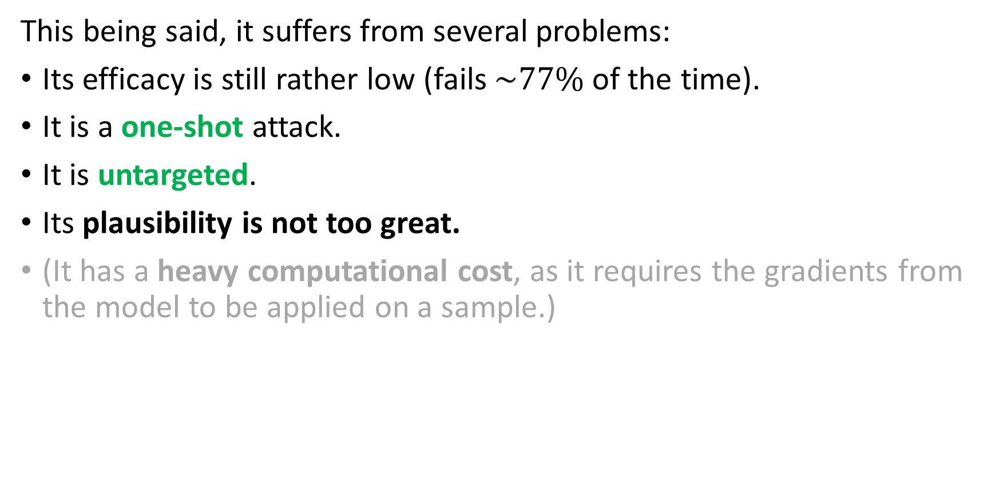 This being said, it suffers from several problems:
• Its efficacy is still rather low (fails ~77% of the time).
• It is a one-shot attack.
• It is untargeted.
• Its plausibility is not too great.
• (It has a heavy computational cost, as it requires the gradients from
the model to be applied on a sample.)